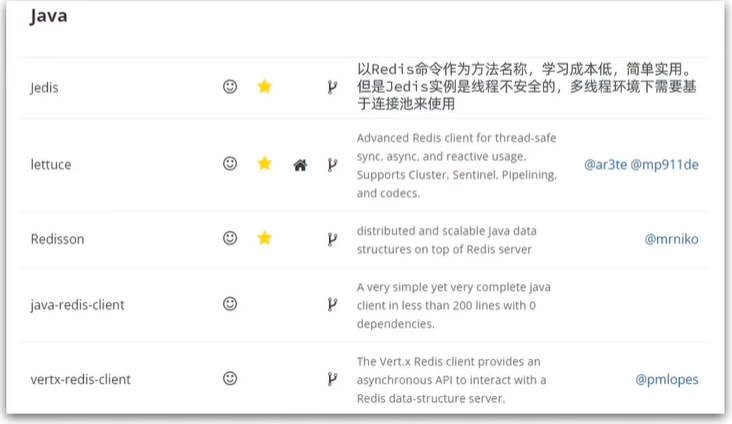 Java
Jedis
以Redis命令作为方法名称，学习成本低，简单实用。
但是Jedis实例是线程不安全的，多线程环境下需要基
于连接池来使用
lettuce
Advanced Redis client for thread-safe
sync, async, and reactive usage.
Supports Cluster, Sentinel, Pipelining,
and codecs.
@ar3te @mp911de
Redisson
distributed and scalable Java data
structures on top of Redis server
@mrniko
java-redis-client
A very simple yet very complete java
client in less than 200 lines with 0
dependencies.
vertx-redis-client
The Vert.x Redis client provides an
asynchronous API to interact with a
Redis data-structure server.
@pmlopes